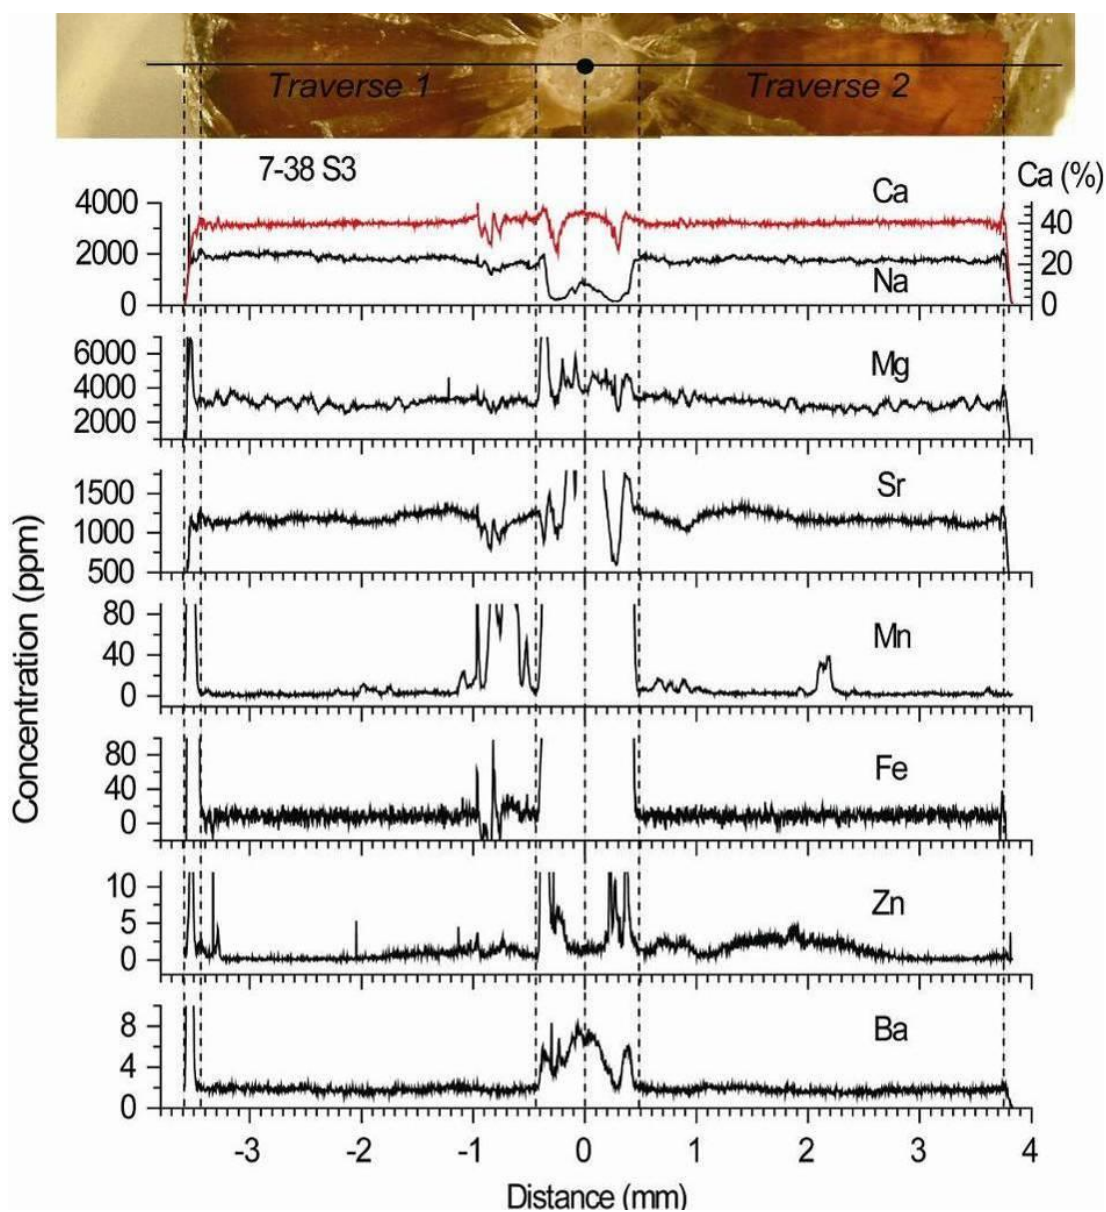 Traverse 1 Traverse 2
7-38 S3 Ca (%)
4000 Ca 40
2000 20
0 Na 0
6000 Mg
4000
2000
1500 Sr
1000
500
80 Mn
40
0
80 Fe
40
0
10 Zn
5
0
8 Ba
4
0
-3 -2 -1 0 1 2 3 4
Distance (mm)
Concentration (ppm)